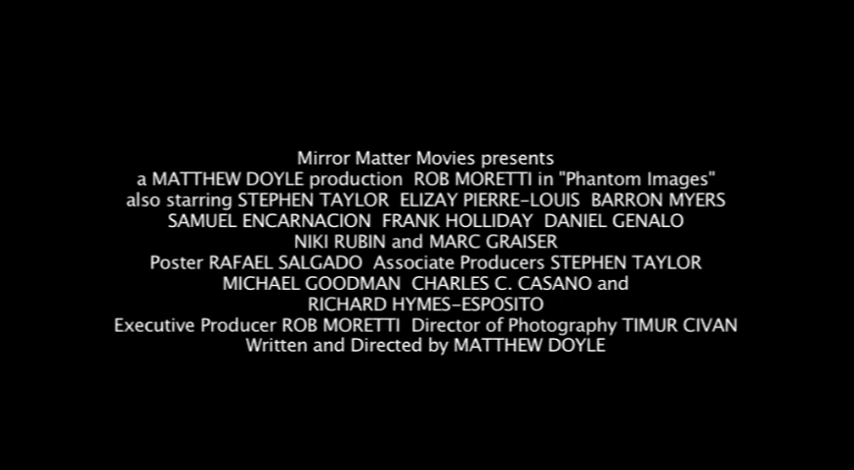 Mirror Matter Movies presents
a MATTHEW DOYLE production ROB MORETTI in "Phantom Images"
also starring STEPHEN TAYLOR ELIZAY PIERRE-LOUIS BARRON MYERS
SAMUEL ENCARNACION FRANK HOLLIDAY DANIEL GENALO
NIKI RUBIN and MARC GRAISER
Poster RAFAEL SALGADO Associate Producers STEPHEN TAYLOR
MICHAEL GOODMAN CHARLES C. CASANO and
RICHARD HYMES-ESPOSITO
Executive Producer ROB MORETTI Director of Photography TIMUR CIVAN
Written and Directed by MATTHEW DOYLE